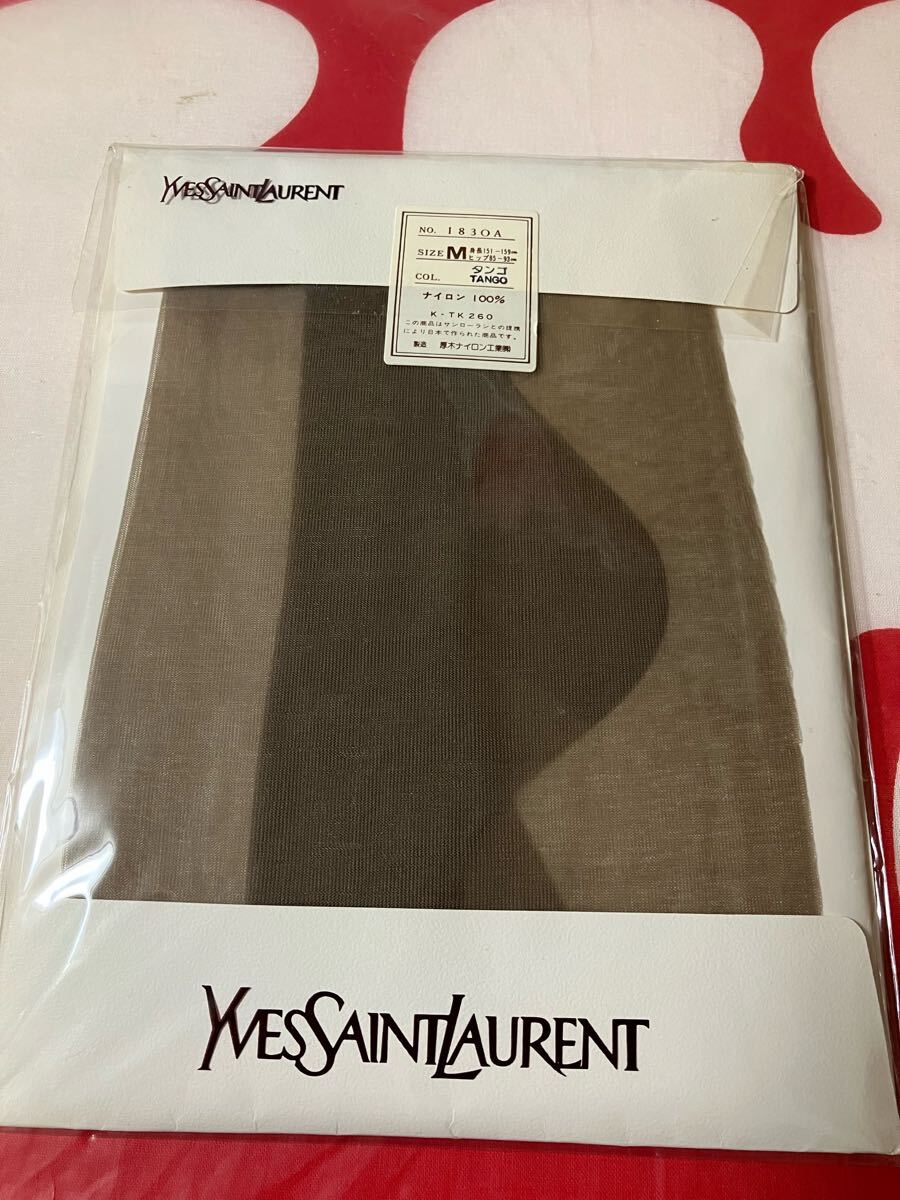 YVESSAINTLAURENT
NO. 1830A
SIZE M 身長151-159cm
ヒップ85-93cm
COL. タンゴ
TANGO
ナイロン 100%
K-TK260
この商品はサンローランとの提携
により日本で作られた商品です。
製造 厚木ナイロン工業㈱
YVESSAINTLAURENT